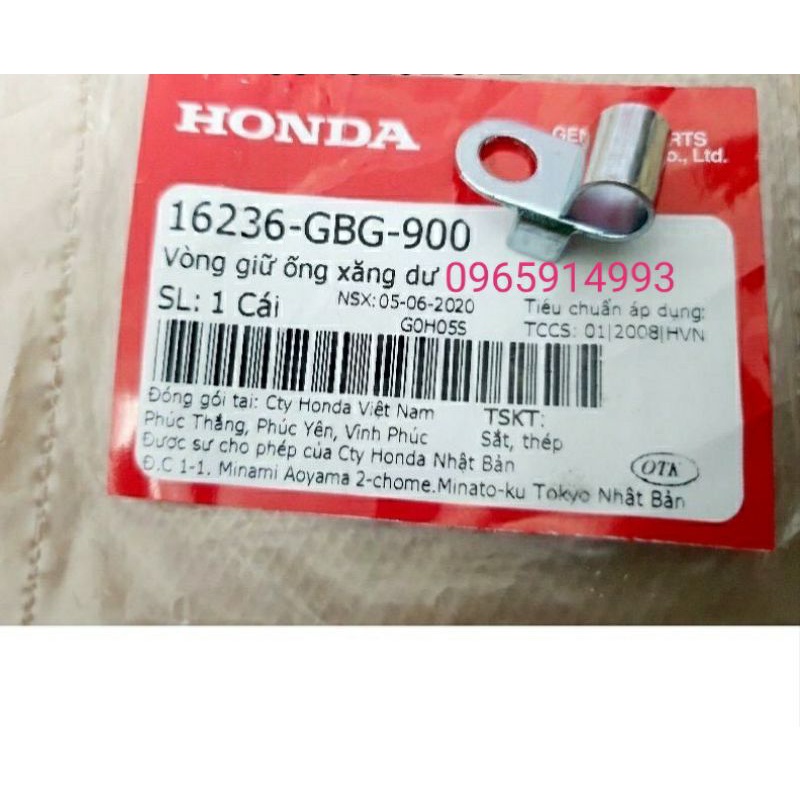 HONDA
PARTS
Co., Ltd.
16236-GBG-900
Vòng giữ ống xăng dư 0965914993
SL: 1 Cái NSX: 05-06-2020 Tiêu chuẩn áp dụng:
G0H05S TCCS: 01|2008|HVN
Đóng gói tại: Cty Honda Việt Nam TSKT:
Phúc Thắng, Phúc Yên, Vĩnh Phúc Sắt, thép
Được sự cho phép của Cty Honda Nhật Bản
Đ.C 1-1. Minami Aoyama 2-chome.Minato-ku Tokyo Nhật Bản
OTK